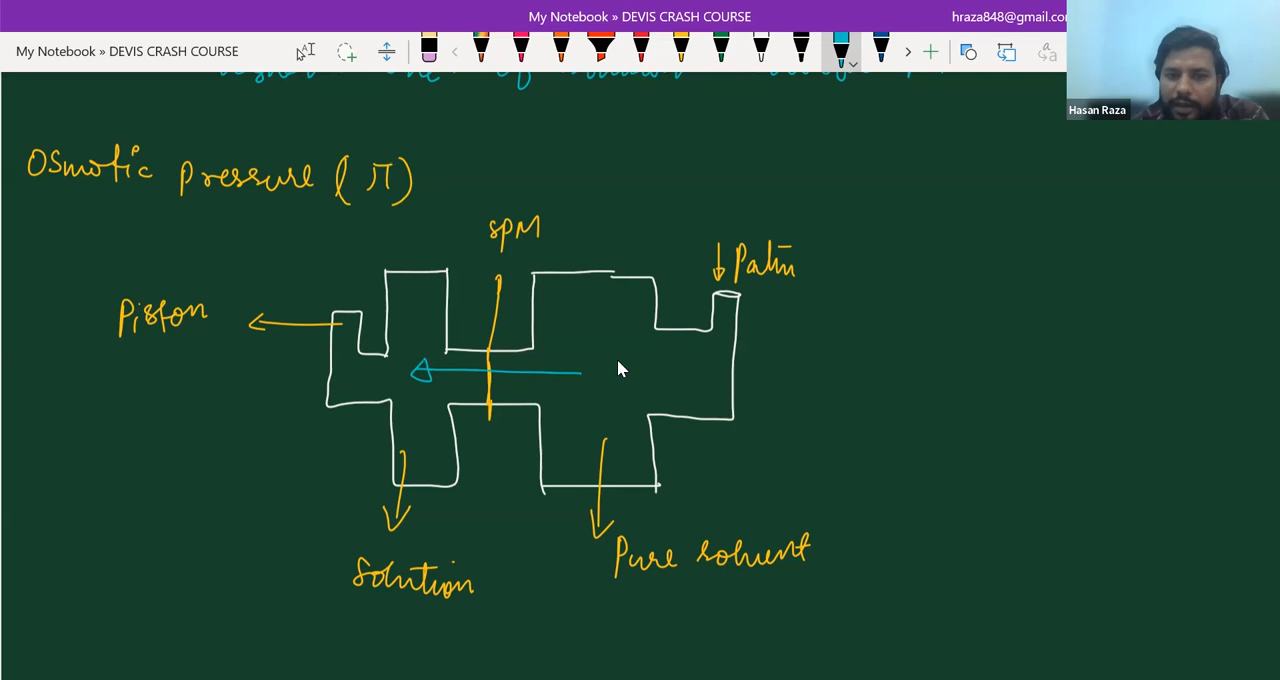 My Notebook » DEVIS CRASH COURSE
hraza848@gmail.co
My Notebook » DEVIS CRASH COURSE
Hasan Raza
Osmotic pressure ( π )
SPM
Patm
Piston
Solution
Pure solvent